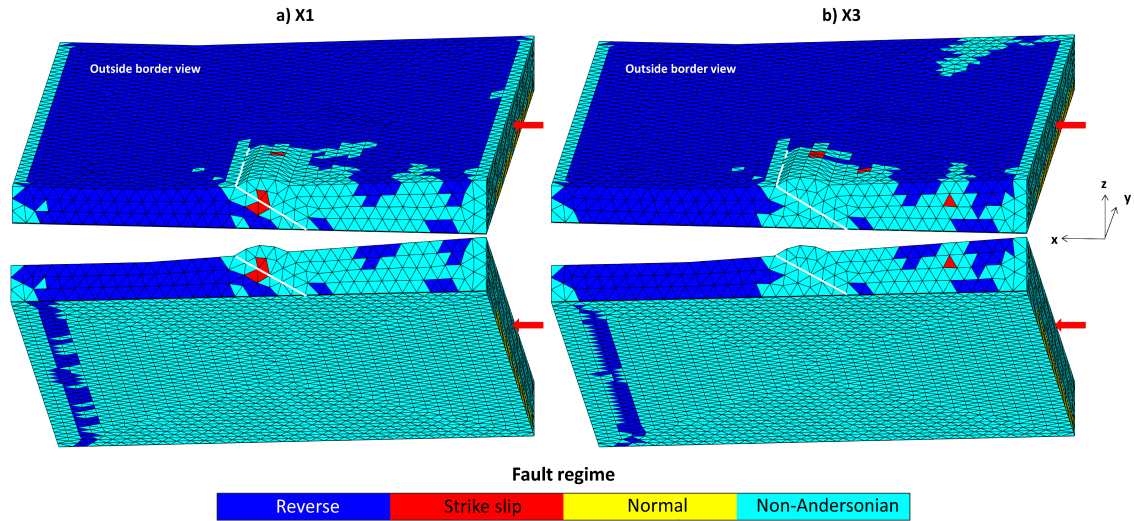 a) X1
b) X3
Outside border view
Outside border view
z
y
x
Fault regime
Reverse
Strike slip
Normal
Non-Andersonian